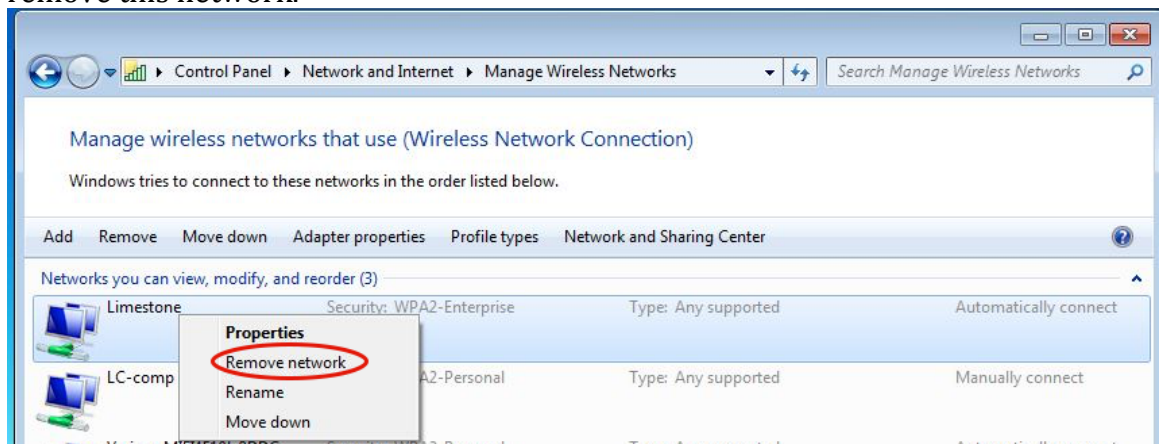 remove this network.
Control Panel ▸ Network and Internet ▸ Manage Wireless Networks
Search Manage Wireless Networks
Manage wireless networks that use (Wireless Network Connection)
Windows tries to connect to these networks in the order listed below.
Add Remove Move down Adapter properties Profile types Network and Sharing Center
Networks you can view, modify, and reorder (3)
Limestone Security: WPA2-Enterprise Type: Any supported Automatically connect
Properties
Remove network
LC-comp A2-Personal Type: Any supported Manually connect
Rename
Move down